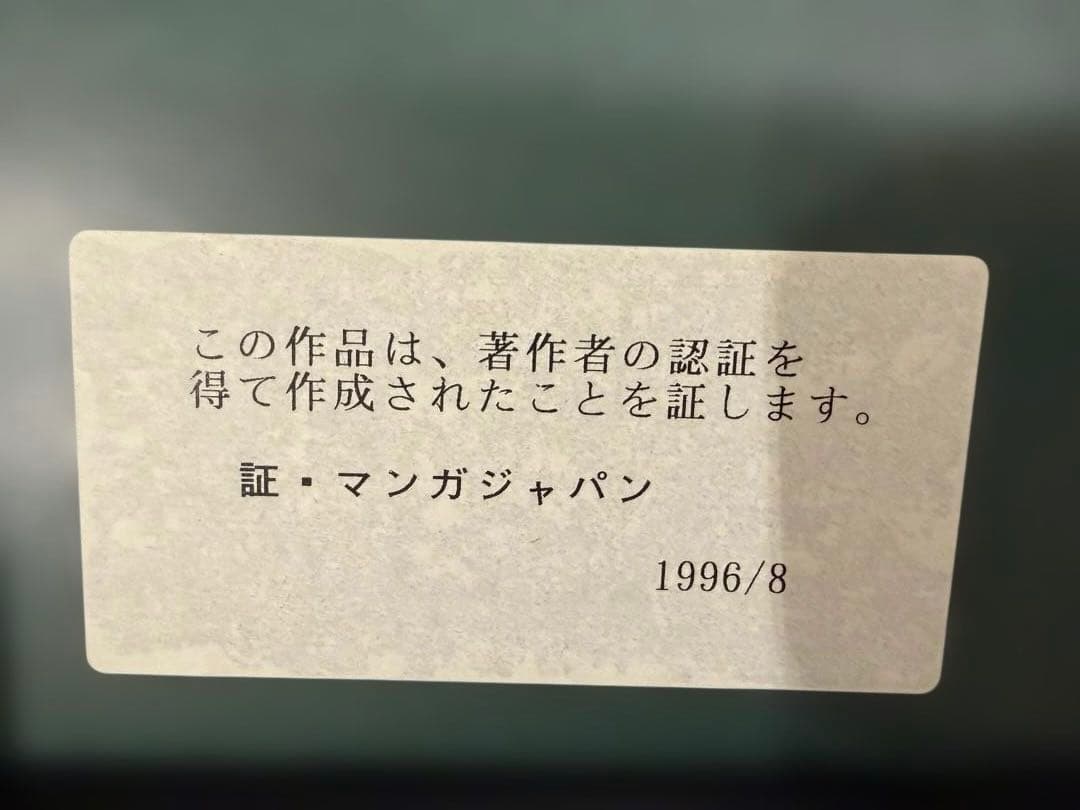 この作品は、著作者の認証を
得て作成されたことを証します。
証・マンガジャパン
1996/8